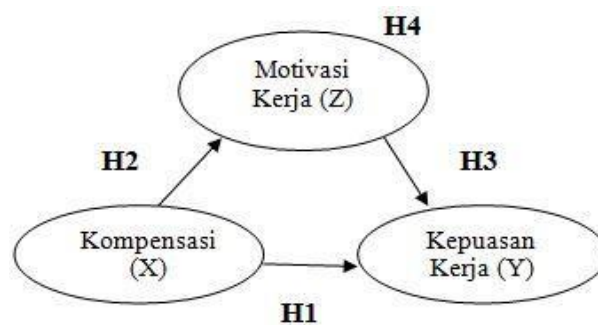 H4
Motivasi
Kerja (Z)
H2
H3
Kompensasi
(X)
Kepuasan
Kerja (Y)
H1